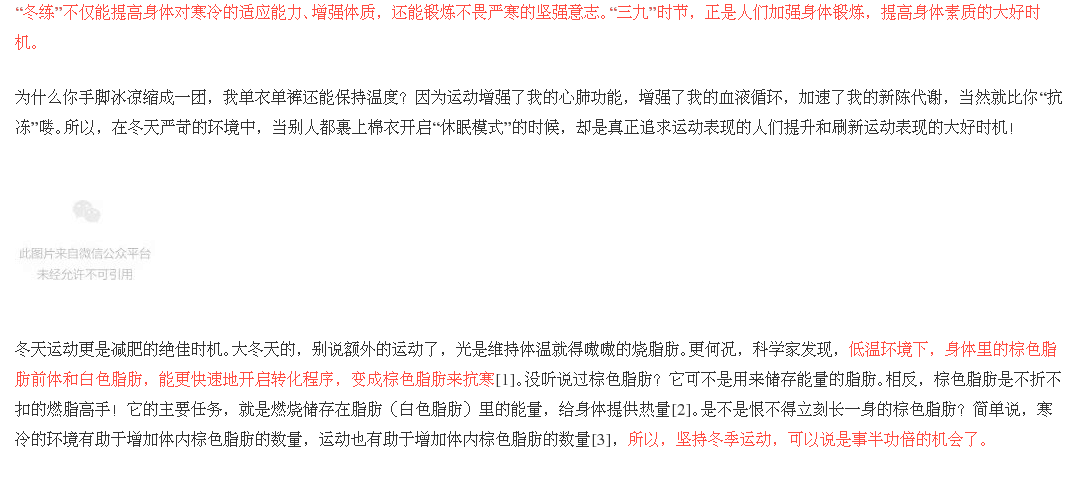 “冬练”不仅能提高身体对寒冷的适应能力、增强体质，还能锻炼不畏严寒的坚强意志。“三九”时节，正是人们加强身体锻炼，提高身体素质的大好时
机。
为什么你手脚冰凉缩成一团，我单衣单裤还能保持温度？因为运动增强了我的心肺功能，增强了我的血液循环，加速了我的新陈代谢，当然就比你“抗
冻”喽。所以，在冬天严苛的环境中，当别人都裹上棉衣开启“休眠模式”的时候，却是真正追求运动表现的人们提升和刷新运动表现的大好时机！
此图片来自微信公众平台
未经允许不可引用
冬天运动更是减肥的绝佳时机。大冬天的，别说额外的运动了，光是维持体温就得嗷嗷的烧脂肪。更何况，科学家发现，低温环境下，身体里的棕色脂
肪前体和白色脂肪，能更快速地开启转化程序，变成棕色脂肪来抗寒[1]。没听说过棕色脂肪？它可不是用来储存能量的脂肪。相反，棕色脂肪是不折不
扣的燃脂高手！它的主要任务，就是燃烧储存在脂肪（白色脂肪）里的能量，给身体提供热量[2]。是不是恨不得立刻长一身的棕色脂肪？简单说，寒
冷的环境有助于增加体内棕色脂肪的数量，运动也有助于增加体内棕色脂肪的数量[3]，所以，坚持冬季运动，可以说是事半功倍的机会了。